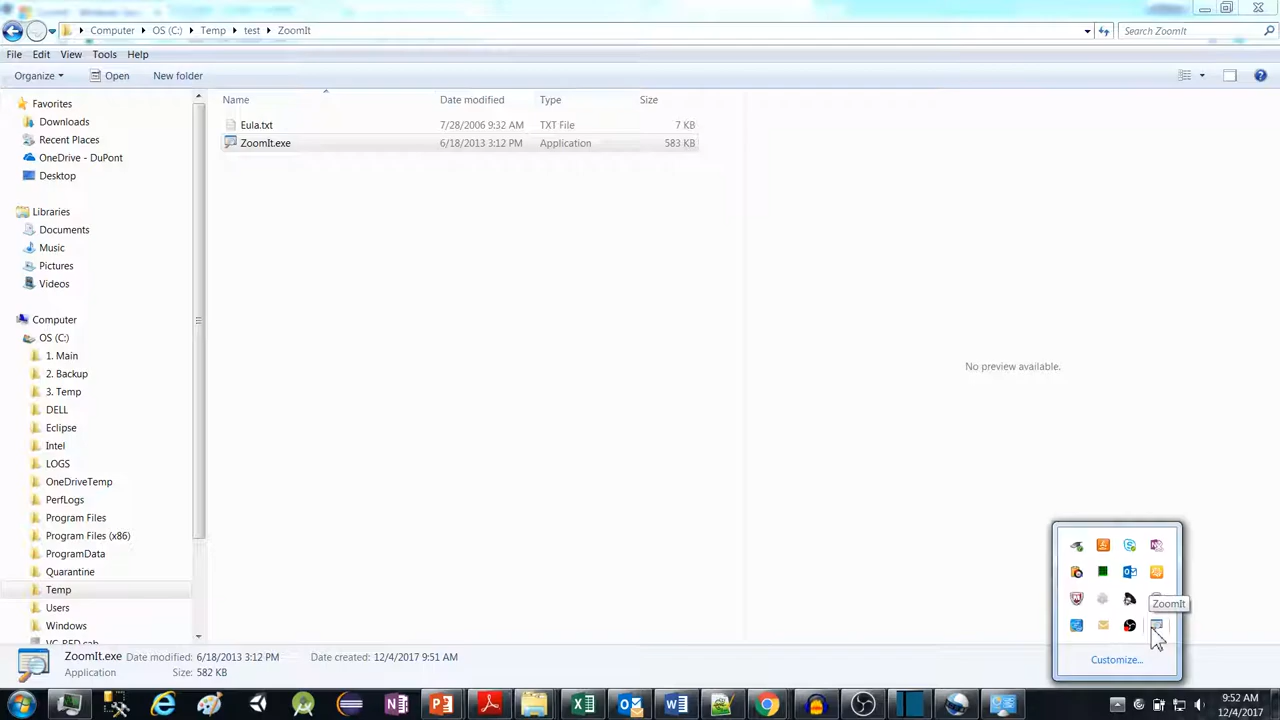 Computer OS (C:) Temp test ZoomIt Search ZoomIt
File Edit View Tools Help
Organize Open New folder
Name Date modified Type Size
Eula.txt 7/28/2006 9:32 AM TXT File 7 KB
ZoomIt.exe 6/18/2013 3:12 PM Application 583 KB
Favorites
Downloads
Recent Places
OneDrive - DuPont
Desktop
Libraries
Documents
Music
Pictures
Videos
Computer
OS (C:)
1. Main
2. Backup
3. Temp
DELL
Eclipse
Intel
LOGS
OneDriveTemp
PerfLogs
Program Files
Program Files (x86)
ProgramData
Quarantine
Temp
Users
Windows
VC_RED.cab
No preview available.
ZoomIt
Customize...
ZoomIt.exe Date modified: 6/18/2013 3:12 PM Date created: 12/4/2017 9:51 AM
Application Size: 582 KB
9:52 AM
12/4/2017